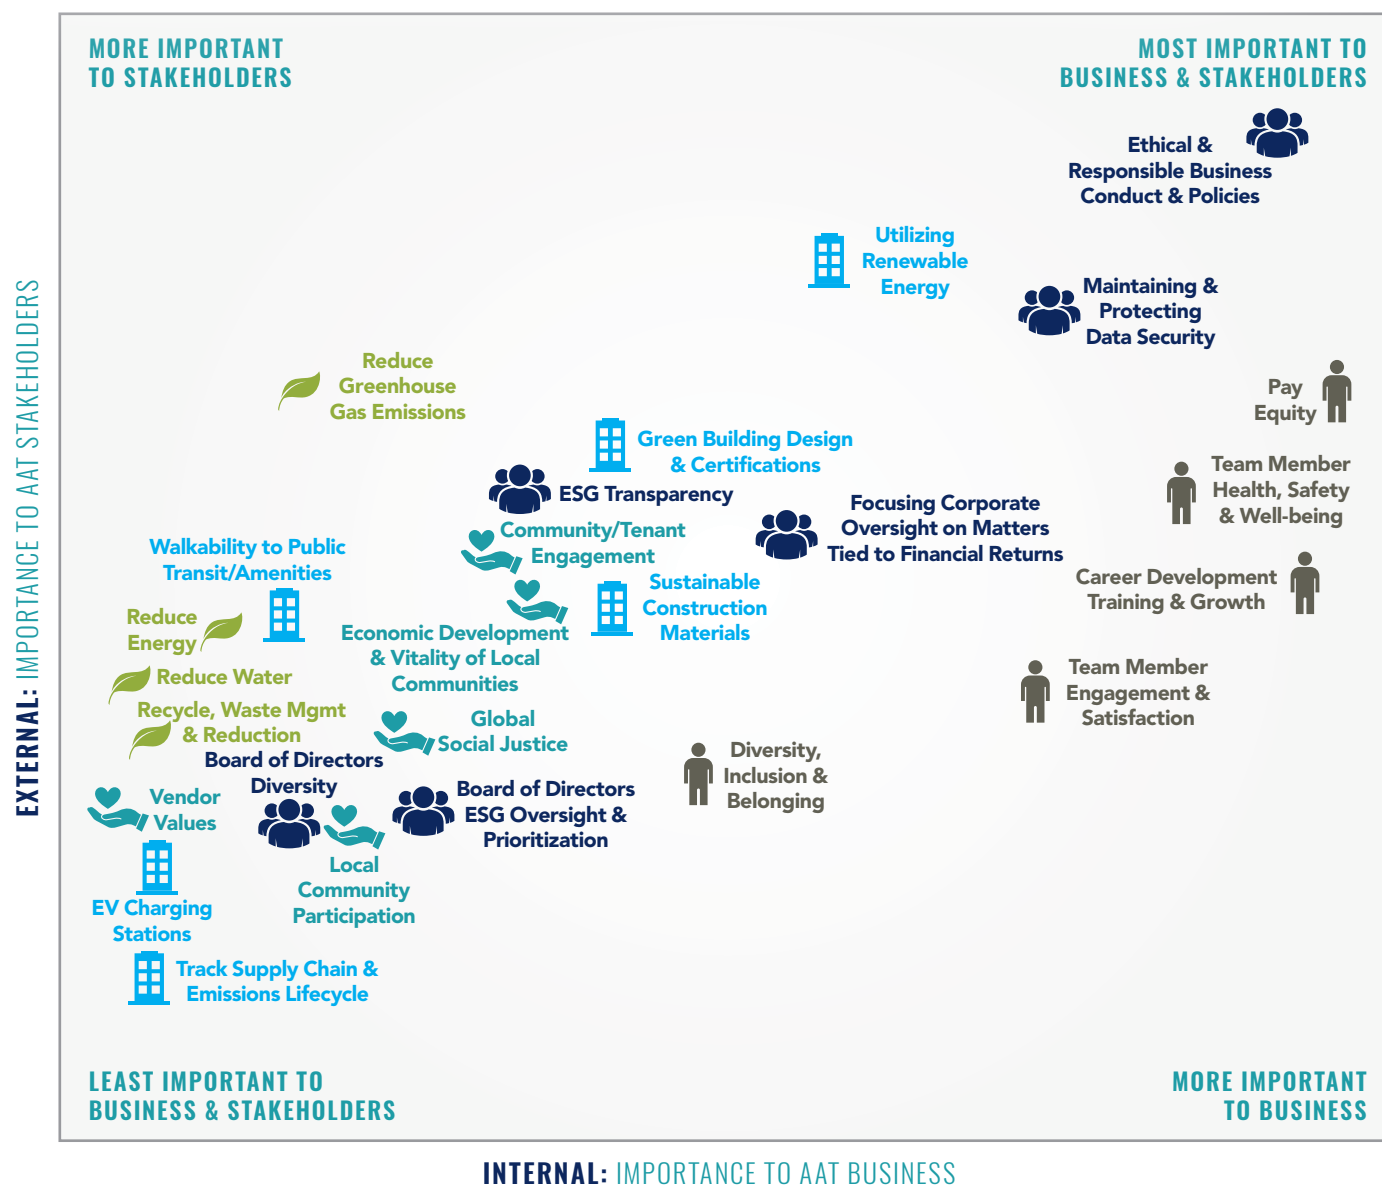 MORE IMPORTANT
TO STAKEHOLDERS
MOST IMPORTANT TO
BUSINESS & STAKEHOLDERS
Ethical &
Responsible Business
Conduct & Policies
Utilizing
Renewable
Energy
Maintaining &
Protecting
Data Security
Reduce
Greenhouse
Gas Emissions
Pay
Equity
Green Building Design
& Certifications
Team Member
Health, Safety
& Well-being
ESG Transparency
Focusing Corporate
Oversight on Matters
Tied to Financial Returns
Community/Tenant
Engagement
Walkability to Public
Transit/Amenities
Sustainable
Construction
Materials
Career Development
Training & Growth
Reduce
Energy
Economic Development
& Vitality of Local
Communities
Reduce Water
Team Member
Engagement &
Satisfaction
Recycle, Waste Mgmt
& Reduction
Global
Social Justice
Board of Directors
Diversity
Diversity,
Inclusion &
Belonging
Vendor
Values
Board of Directors
ESG Oversight &
Prioritization
Local
Community
Participation
EV Charging
Stations
Track Supply Chain &
Emissions Lifecycle
LEAST IMPORTANT TO
BUSINESS & STAKEHOLDERS
MORE IMPORTANT
TO BUSINESS
EXTERNAL: IMPORTANCE TO AAT STAKEHOLDERS
INTERNAL: IMPORTANCE TO AAT BUSINESS